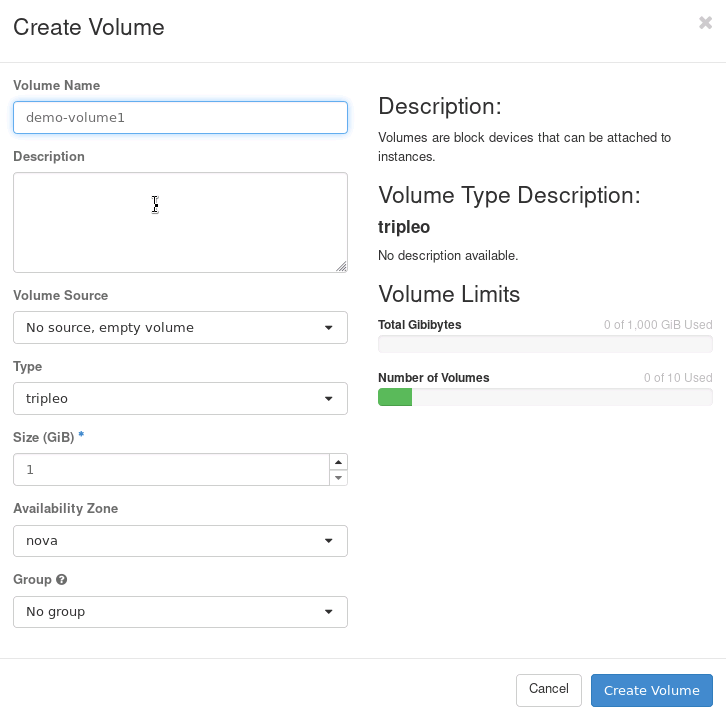 Create Volume
×
Volume Name
demo-volume1
Description
Volume Source
No source, empty volume
Type
tripleo
Size (GiB) *
1
Availability Zone
nova
Group ?
No group
Description:
Volumes are block devices that can be attached to
instances.
Volume Type Description:
tripleo
No description available.
Volume Limits
Total Gibibytes 0 of 1,000 GiB Used
Number of Volumes 0 of 10 Used
Cancel
Create Volume